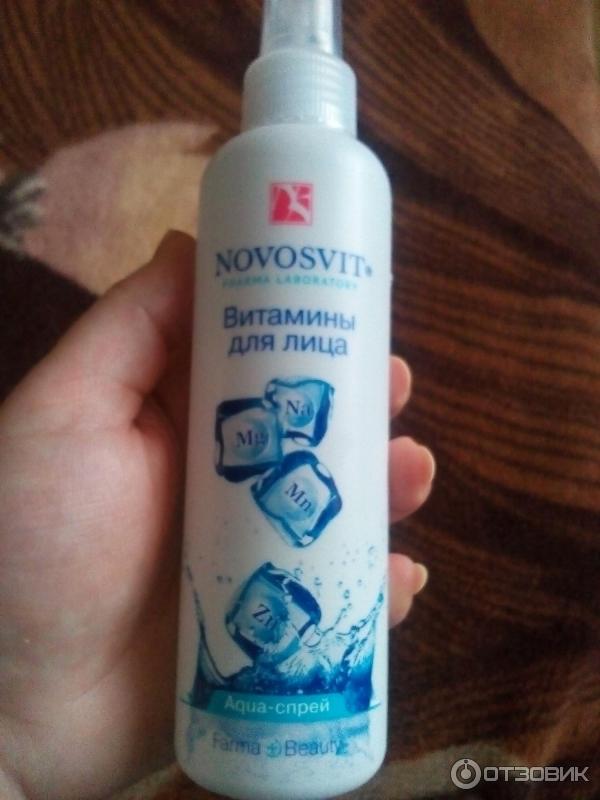 NOVOSVIT®
PHARMA LABORATORY
Витамины
для лица
Na
Mg
Mn
Zn
Aqua-спрей
Farma + Beauty
ОТЗОВИК